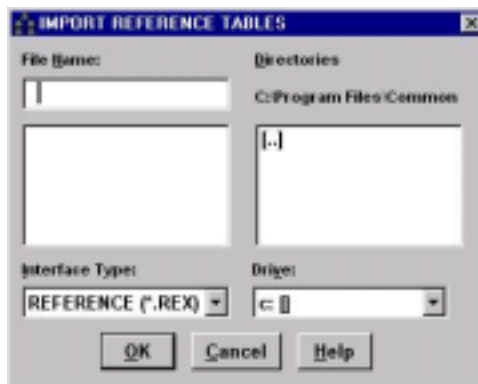 IMPORT REFERENCE TABLES
File Name:
Directories
C:\Program Files\Common
[..]
Interface Type:
Drive:
REFERENCE (*.REX)
c: []
OK
Cancel
Help